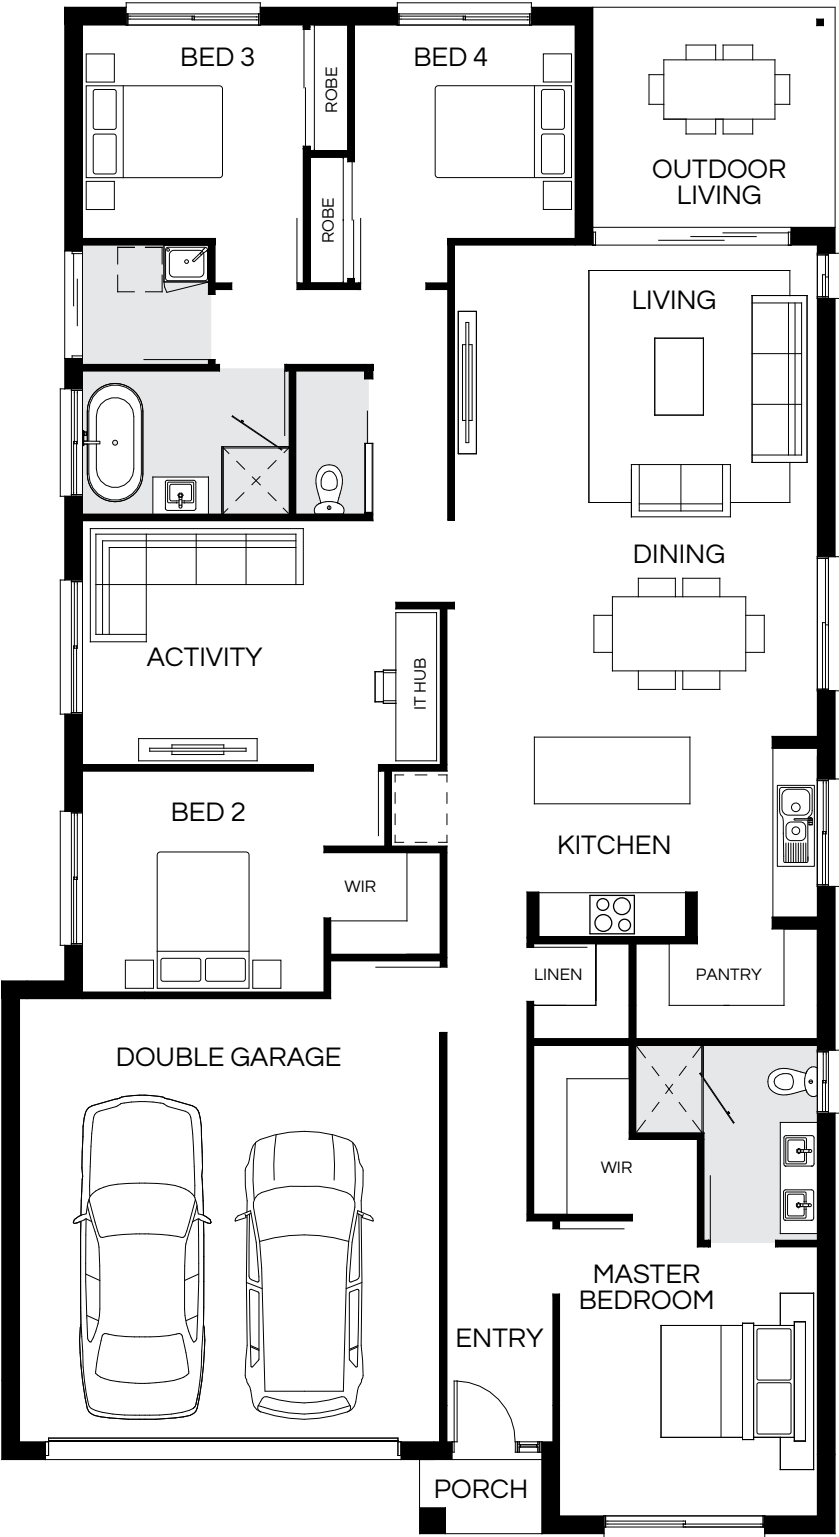 BED 3
ROBE
BED 4
ROBE
OUTDOOR
LIVING
LIVING
DINING
ACTIVITY
IT HUB
BED 2
KITCHEN
WIR
LINEN
PANTRY
DOUBLE GARAGE
WIR
MASTER
BEDROOM
ENTRY
PORCH